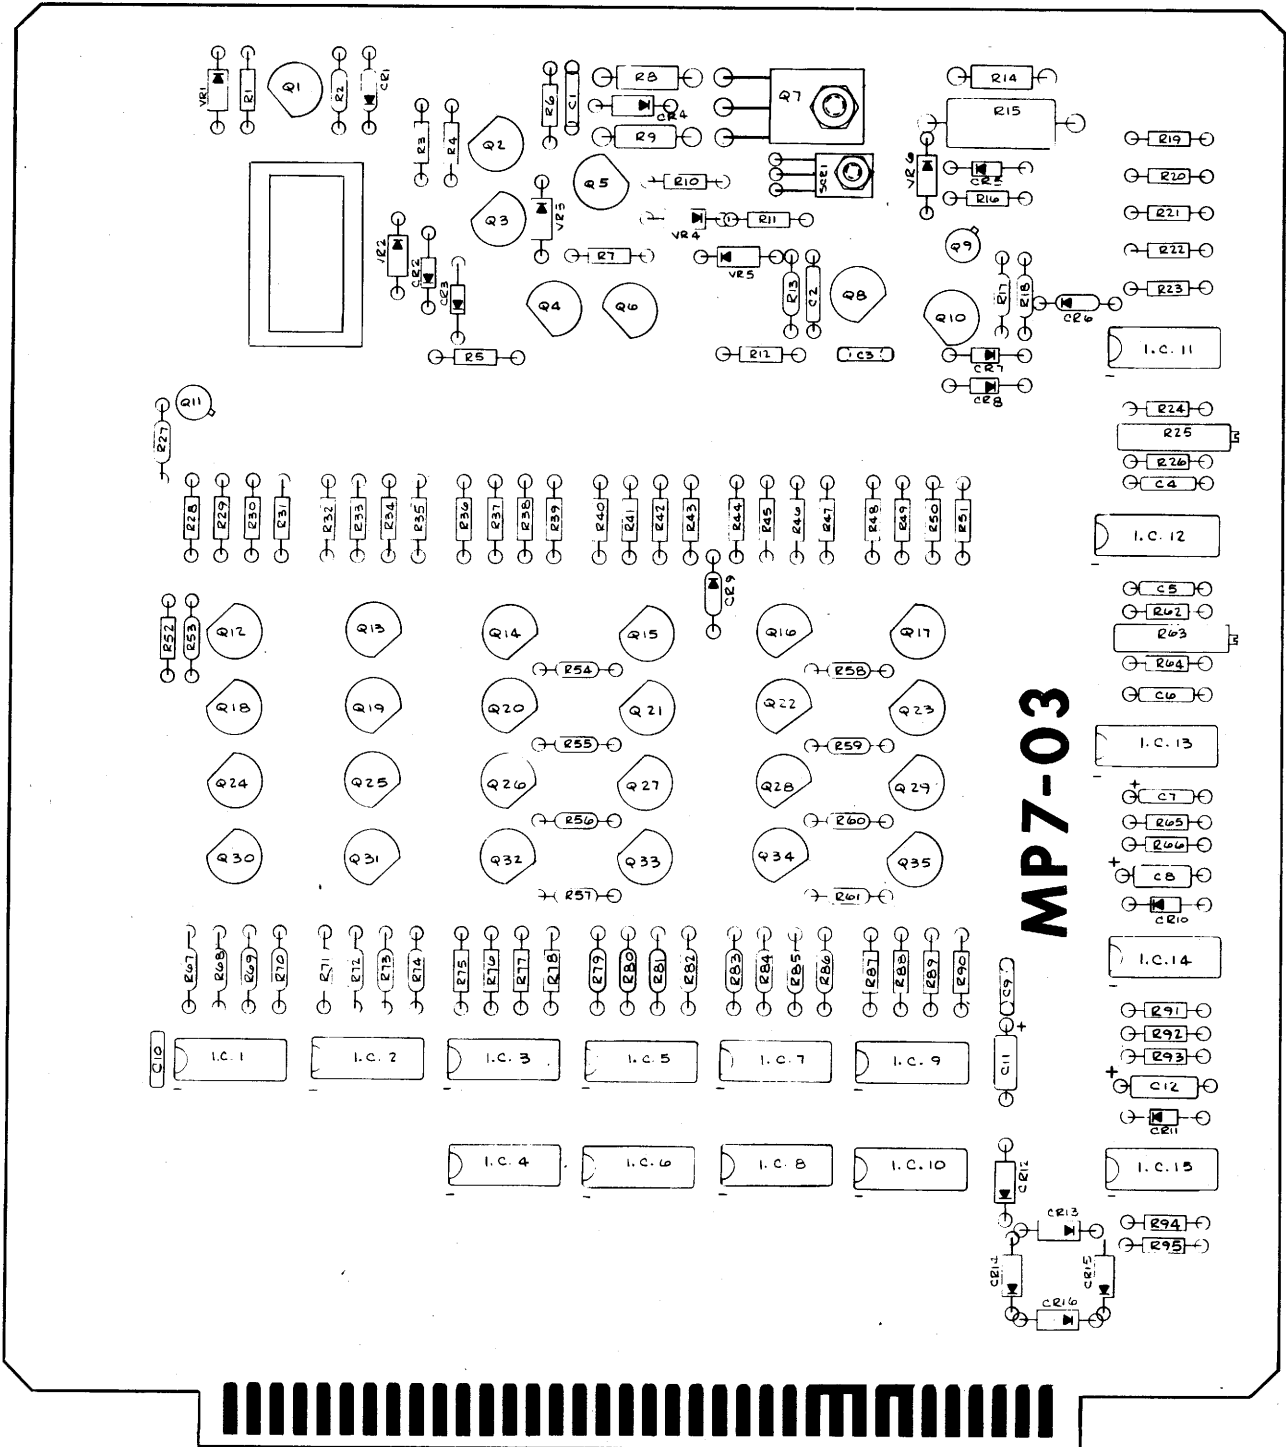 VR1 R1 Q1 R2 CR1
R6 C1 R8 Q7 R14
CR4 R15
R3 R4 Q2 R9 R19
Q5 R10 SCR1 VR6 CR5 R20
R16
Q3 VR3 VR4 R11 R21
VR2 CR2 CR3 R7 VR5 Q9 R22
Q4 Q6 R13 C2 Q8 Q10 R17 R18 CR6 R23
R5 R12 C3 CR7 I.C. 11
CR8
Q11
R27 R24
R25
R26
C4
R28 R29 R30 R31 R32 R33 R34 R35 R36 R37 R38 R39 R40 R41 R42 R43 R44 R45 R46 R47 R48 R49 R50 R51
I.C. 12
CR9 C5
R52 R53 Q12 Q13 Q14 Q15 Q16 Q17 R62
R63
R54 R58 R64
C6
Q18 Q19 Q20 Q21 Q22 Q23
R55 R59 I.C. 13
Q24 Q25 Q26 Q27 Q28 Q29
MP7-03
+
C7
R56 R60 R65
R66
Q30 Q31 Q32 Q33 Q34 Q35
+
C8
R57 R61 CR10
R67 R68 R69 R70 R71 R72 R73 R74 R75 R76 R77 R78 R79 R80 R81 R82 R83 R84 R85 R86 R87 R88 R89 R90
I.C. 14
C9
R91
+
R92
C10 I.C. 1 I.C. 2 I.C. 3 I.C. 5 I.C. 7 I.C. 9 C11 R93
+
C12
CR11
I.C. 4 I.C. 6 I.C. 8 I.C. 10 CR12 I.C. 15
CR13 R94
R95
CR14 CR15
CR16